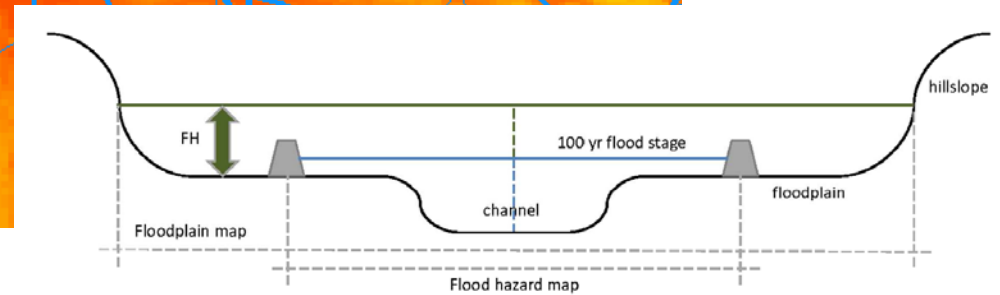 hillslope
FH
100 yr flood stage
floodplain
channel
Floodplain map
Flood hazard map